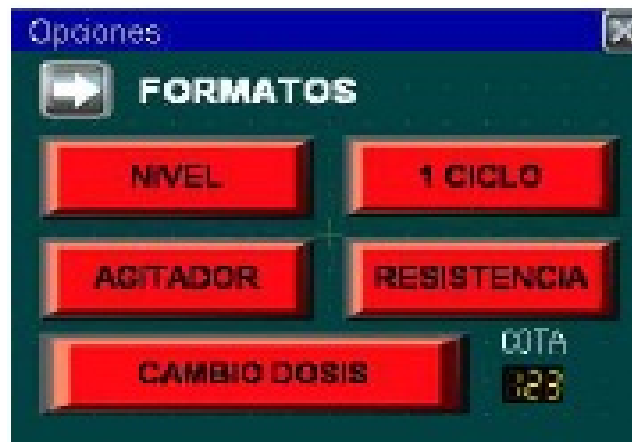 Opciones
FORMATOS
NIVEL
1 CICLO
AGITADOR
RESISTENCIA
CAMBIO DOSIS
COTA
123